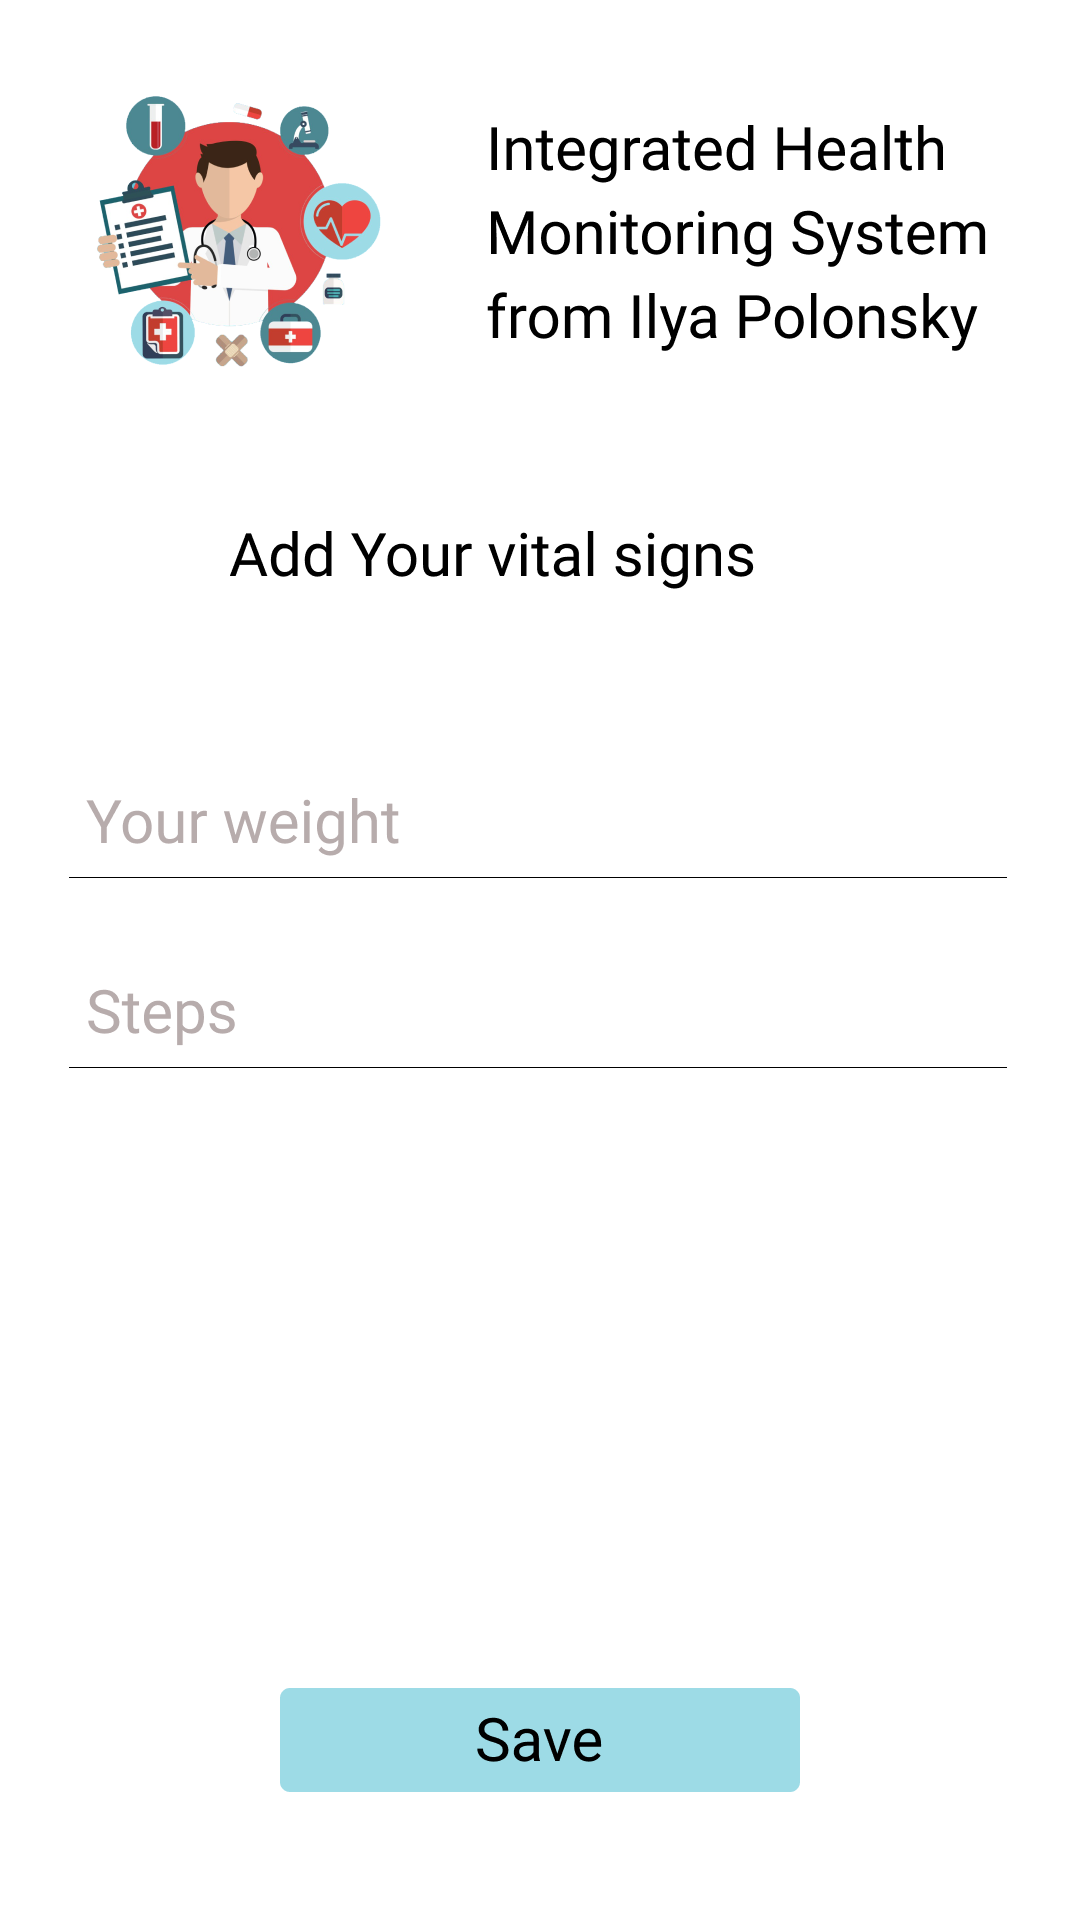 Integrated Health
Monitoring System
from Ilya Polonsky
Add Your vital signs
Your weight
Steps
Save